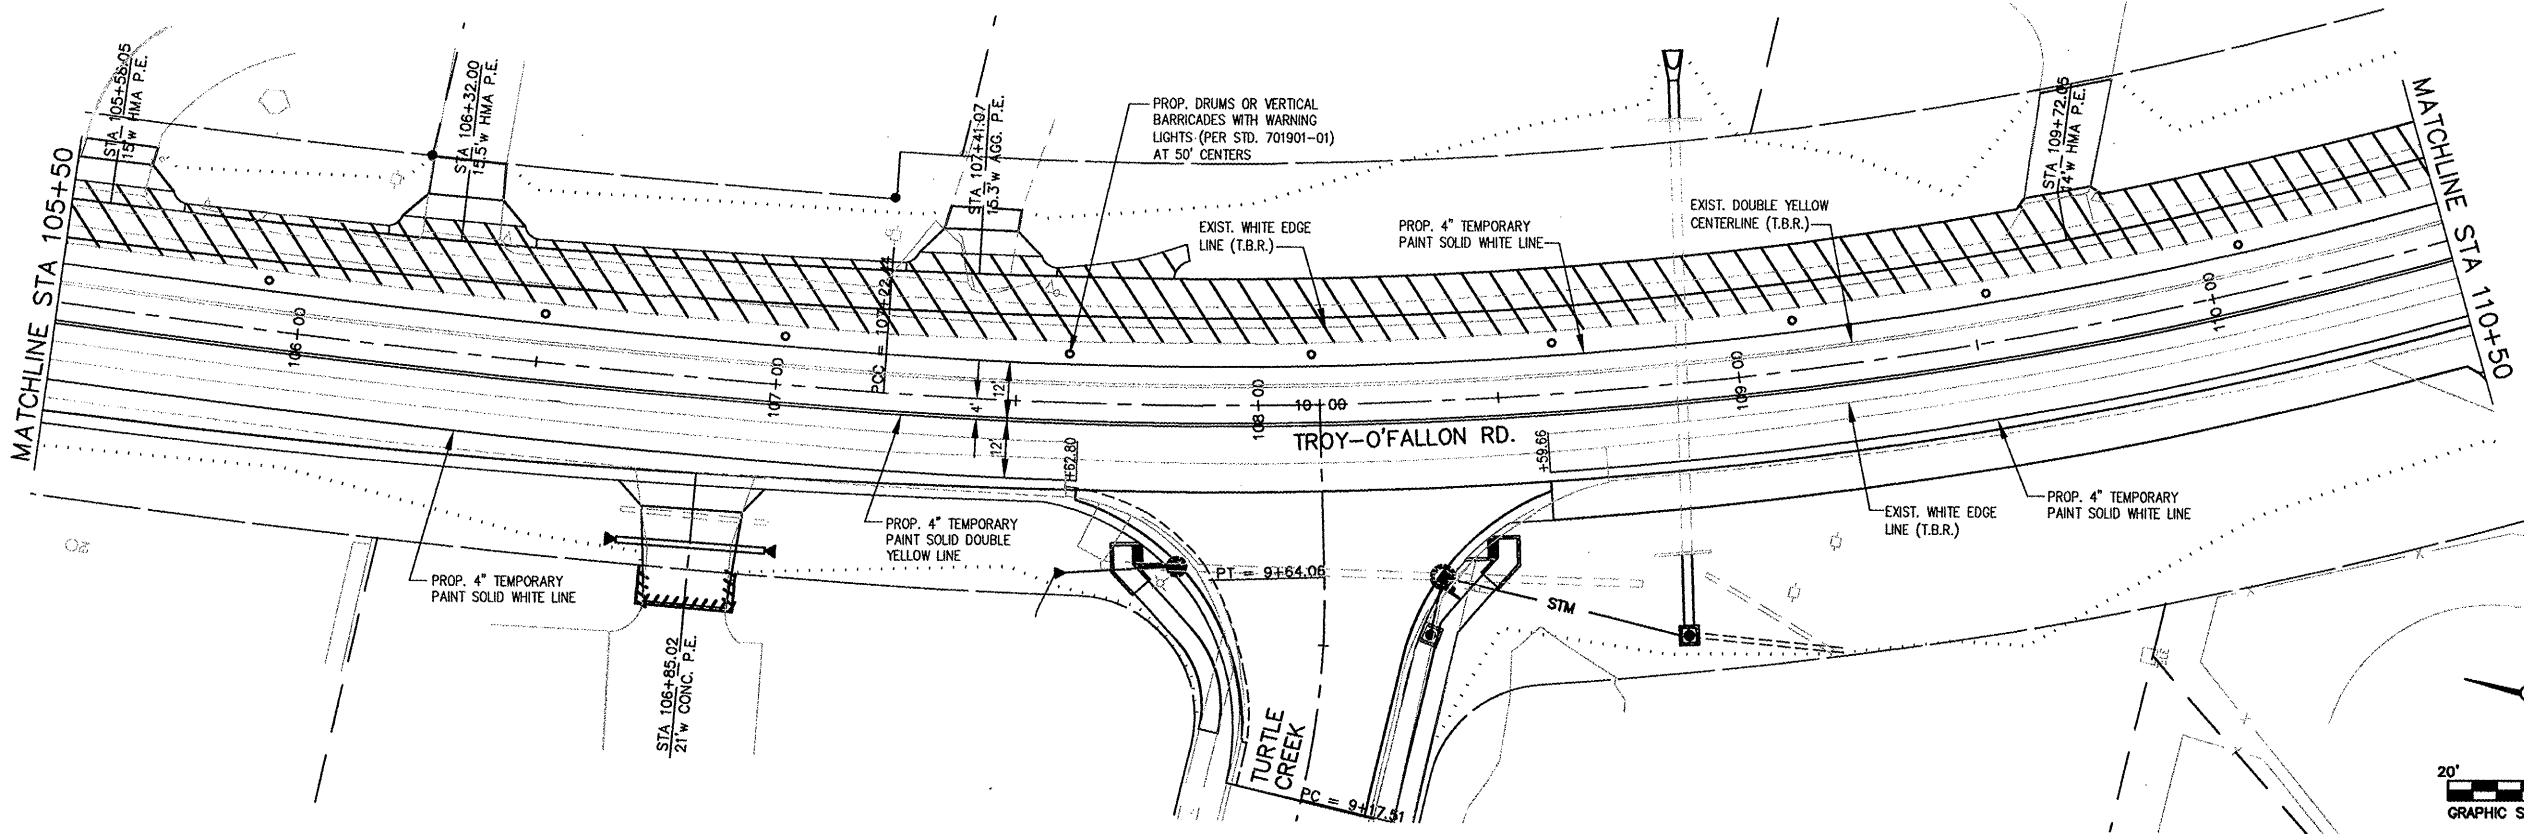 STA 105+58.05
15'w HMA P.E.
STA 106+32.00
15.5'w HMA P.E.
STA 107+41.07
15.3'w AGG. P.E.
PROP. DRUMS OR VERTICAL
BARRICADES WITH WARNING
LIGHTS (PER STD. 701901-01)
AT 50' CENTERS
EXIST. WHITE EDGE
LINE (T.B.R.)
PROP. 4" TEMPORARY
PAINT SOLID WHITE LINE
EXIST. DOUBLE YELLOW
CENTERLINE (T.B.R.)
STA 109+72.05
14'w HMA P.E.
MATCHLINE STA 105+50
MATCHLINE STA 110+50
106+00
107+00
PCC = 107+22.
12'
4'
12'
108+00
10+00
109+00
110+00
TROY-O'FALLON RD.
+62.80
+59.66
PROP. 4" TEMPORARY
PAINT SOLID WHITE LINE
PROP. 4" TEMPORARY
PAINT SOLID DOUBLE
YELLOW LINE
EXIST. WHITE EDGE
LINE (T.B.R.)
PROP. 4" TEMPORARY
PAINT SOLID WHITE LINE
PT = 9+64.06
STM
STA 106+85.02
21'w CONC. P.E.
TURTLE
CREEK
PC = 9+17.51
20'
GRAPHIC S